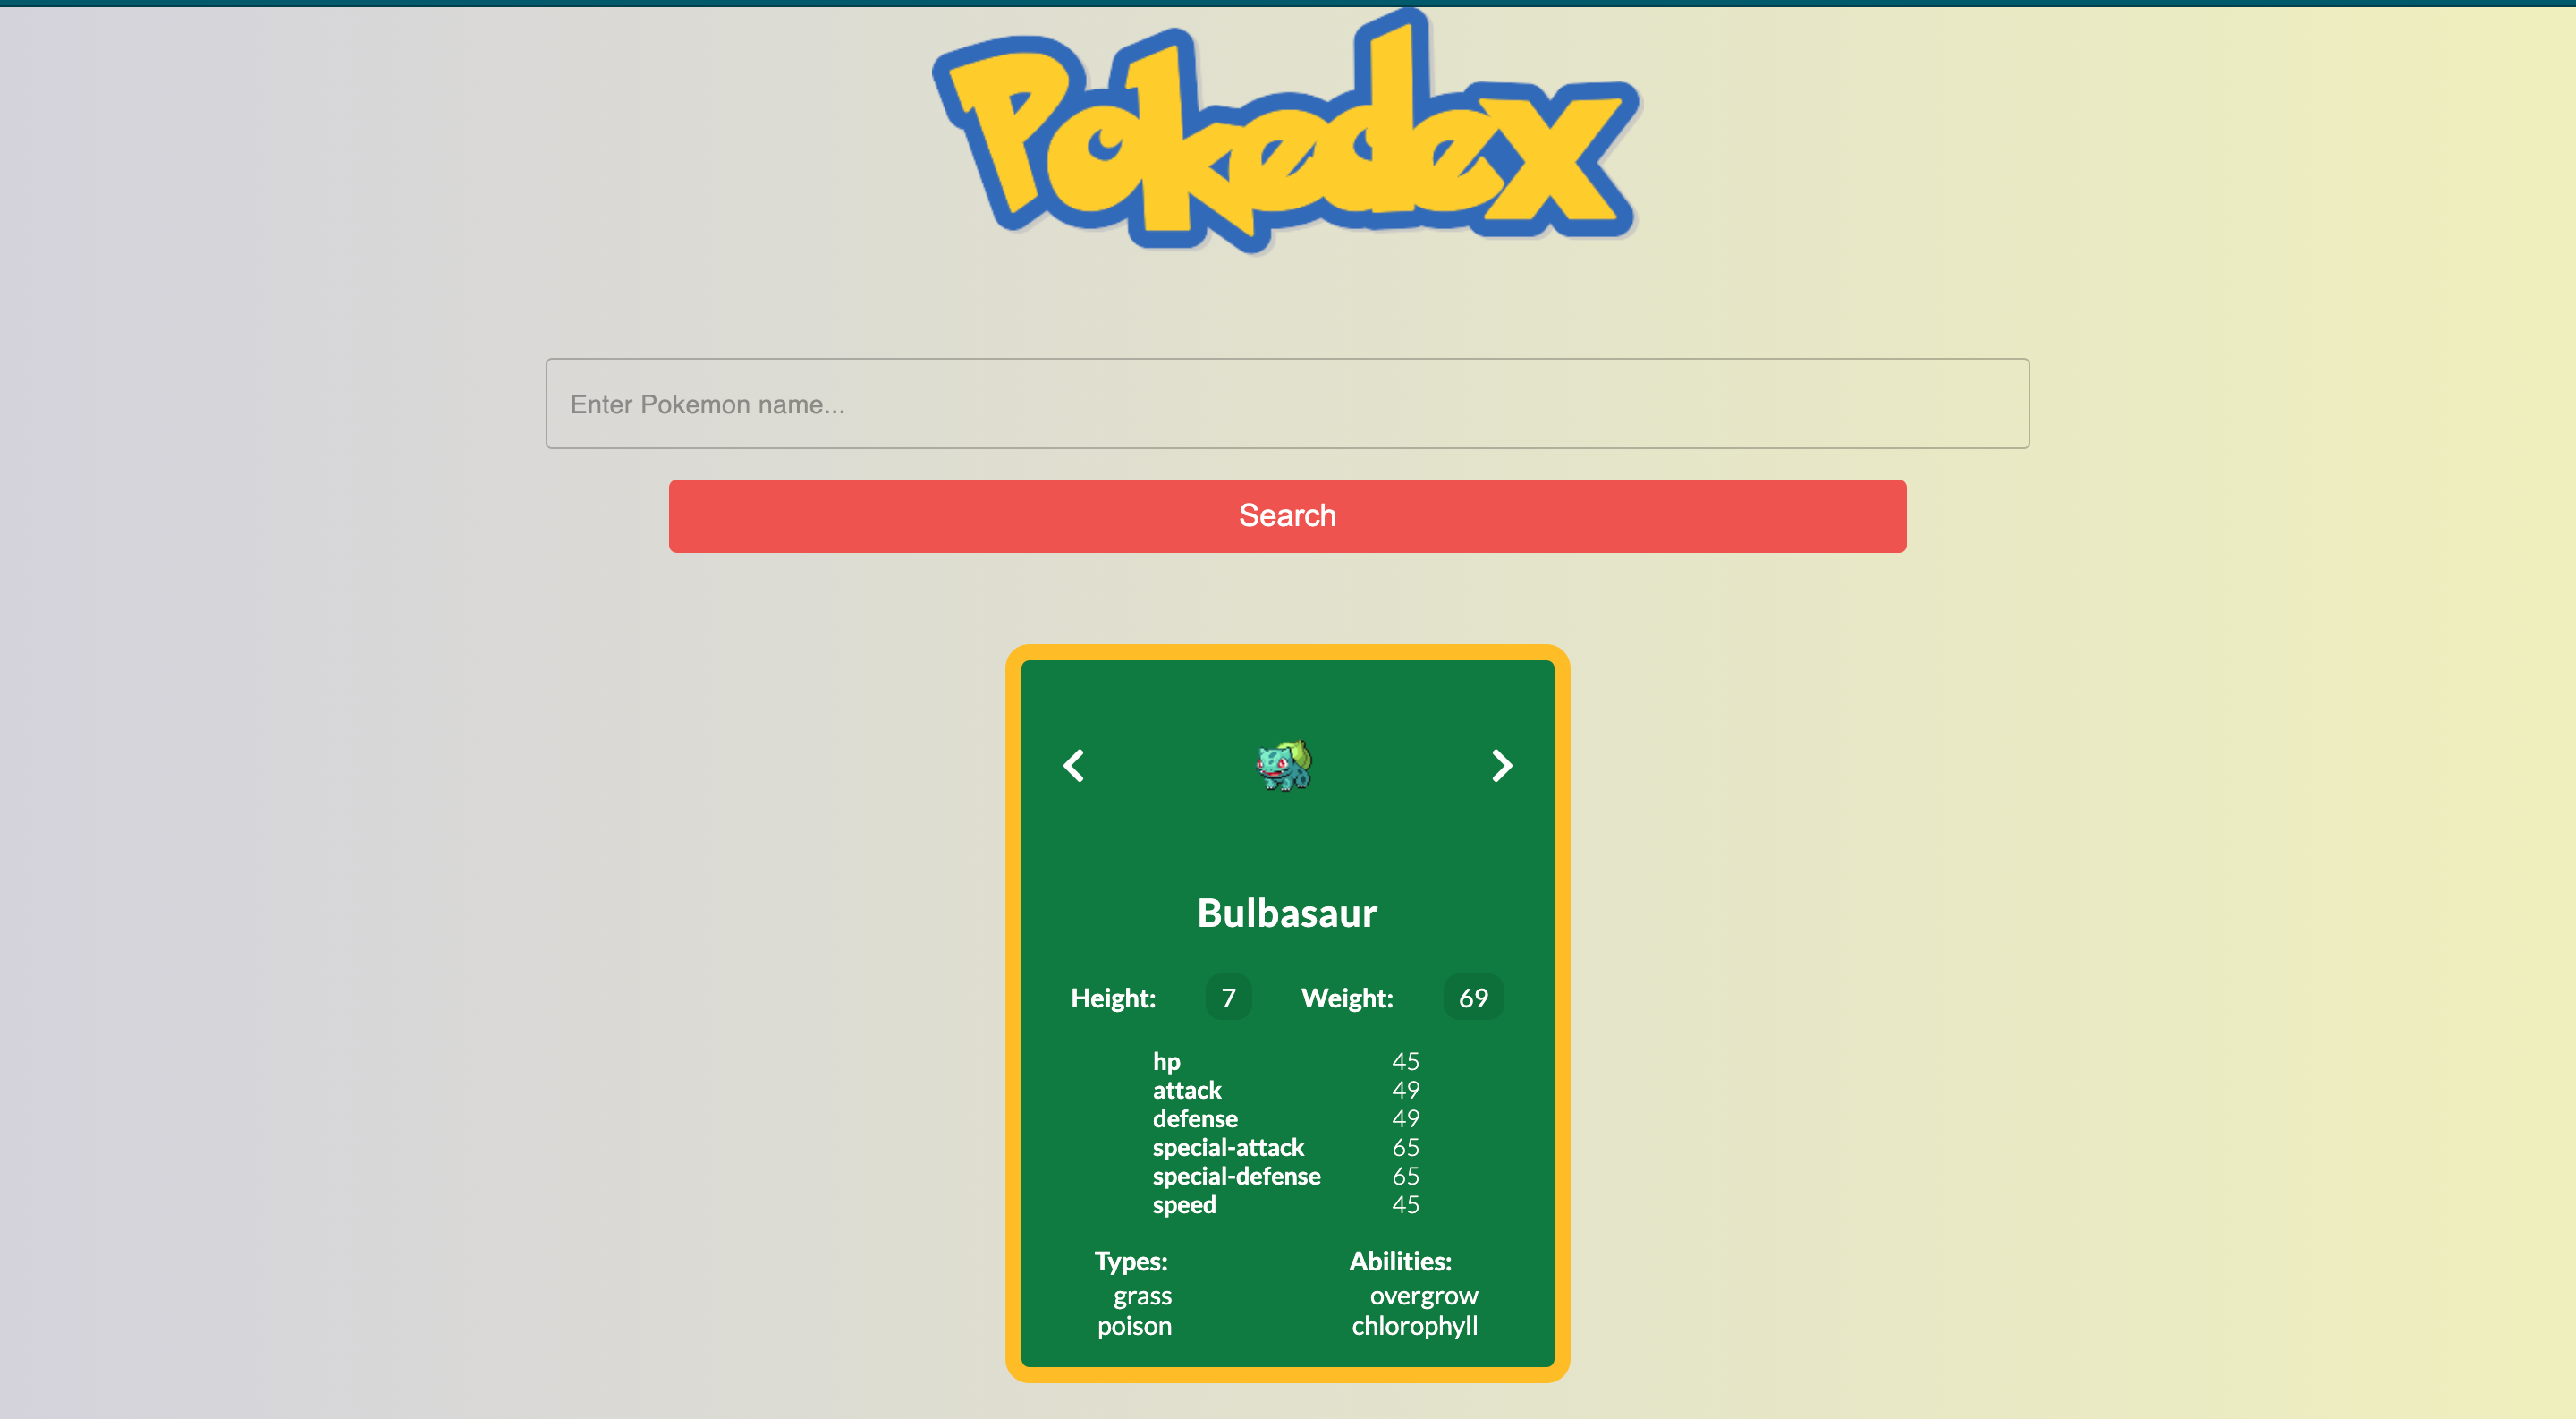 Pokedex
Enter Pokemon name...
Search
Bulbasaur
Height: 7 Weight: 69
hp 45
attack 49
defense 49
special-attack 65
special-defense 65
speed 45
Types: Abilities:
grass overgrow
poison chlorophyll